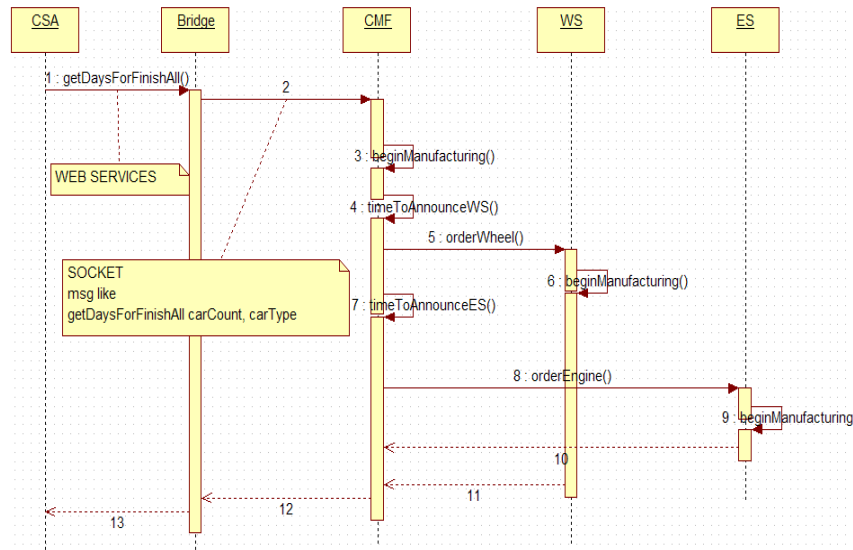 CSA
Bridge
CMF
WS
ES
1 : getDaysForFinishAll()
2
3 : beginManufacturing()
WEB SERVICES
4 : timeToAnnounceWS()
5 : orderWheel()
SOCKET
msg like
getDaysForFinishAll carCount, carType
6 : beginManufacturing()
7 : timeToAnnounceES()
8 : orderEngine()
9 : beginManufacturing
10
11
12
13